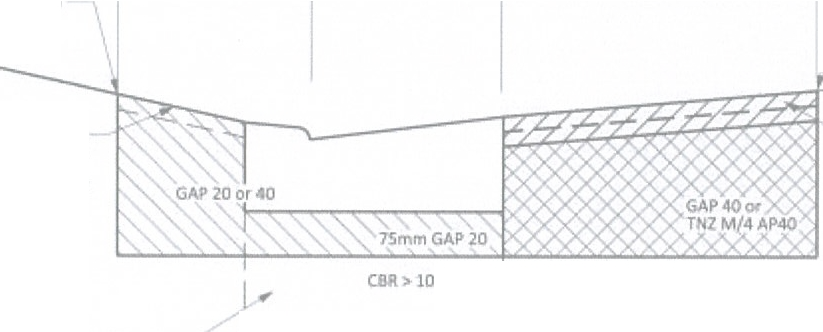 GAP 20 or 40
75mm GAP 20
GAP 40 or
TNZ M/4 AP40
CBR > 10